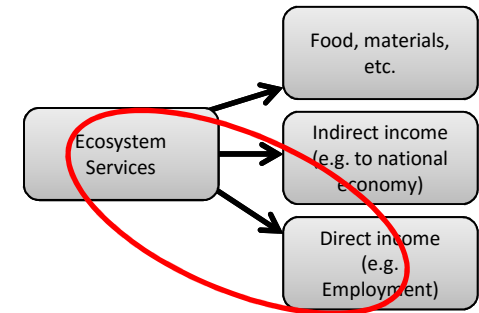 Food, materials,
etc.
Ecosystem
Services
Indirect income
(e.g. to national
economy)
Direct income
(e.g.
Employment)